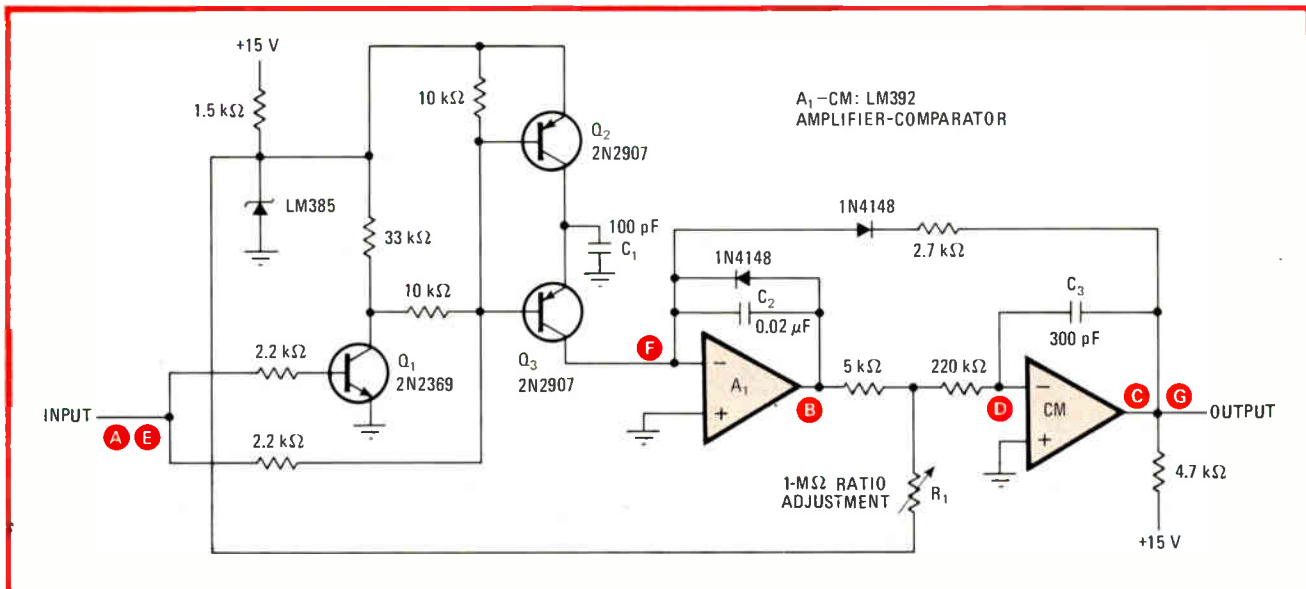 +15 V
1.5 kΩ
LM385
33 kΩ
10 kΩ
10 kΩ
Q2
2N2907
100 pF
C1
Q3
2N2907
2.2 kΩ
Q1
2N2369
INPUT
A E
2.2 kΩ
A1–CM: LM392
AMPLIFIER-COMPARATOR
1N4148
2.7 kΩ
1N4148
C2
0.02 µF
F
−
A1
+
B
5 kΩ
220 kΩ
C3
300 pF
D
−
CM
+
C G
OUTPUT
4.7 kΩ
+15 V
1-MΩ RATIO
ADJUSTMENT
R1